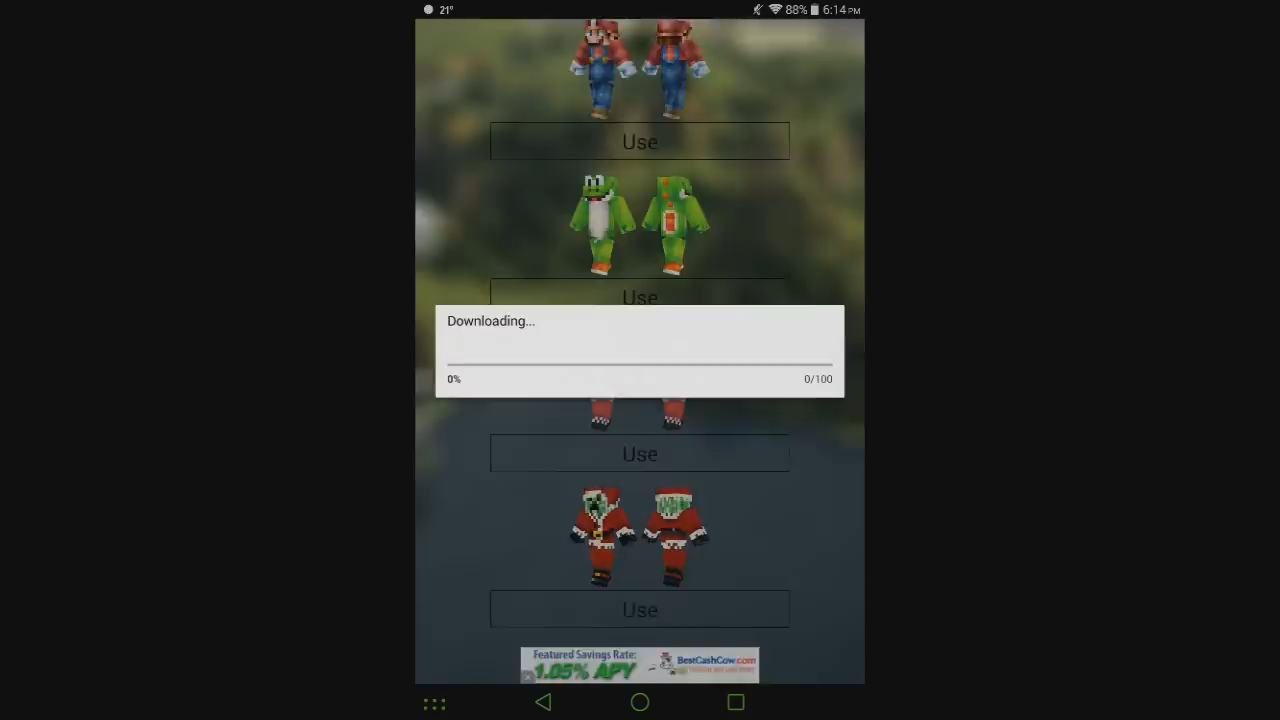 21°
88% 6:14 PM
Use
Use
Downloading...
0% 0/100
Use
Use
Featured Savings Rate:
1.05% APY
BestCashCow.com